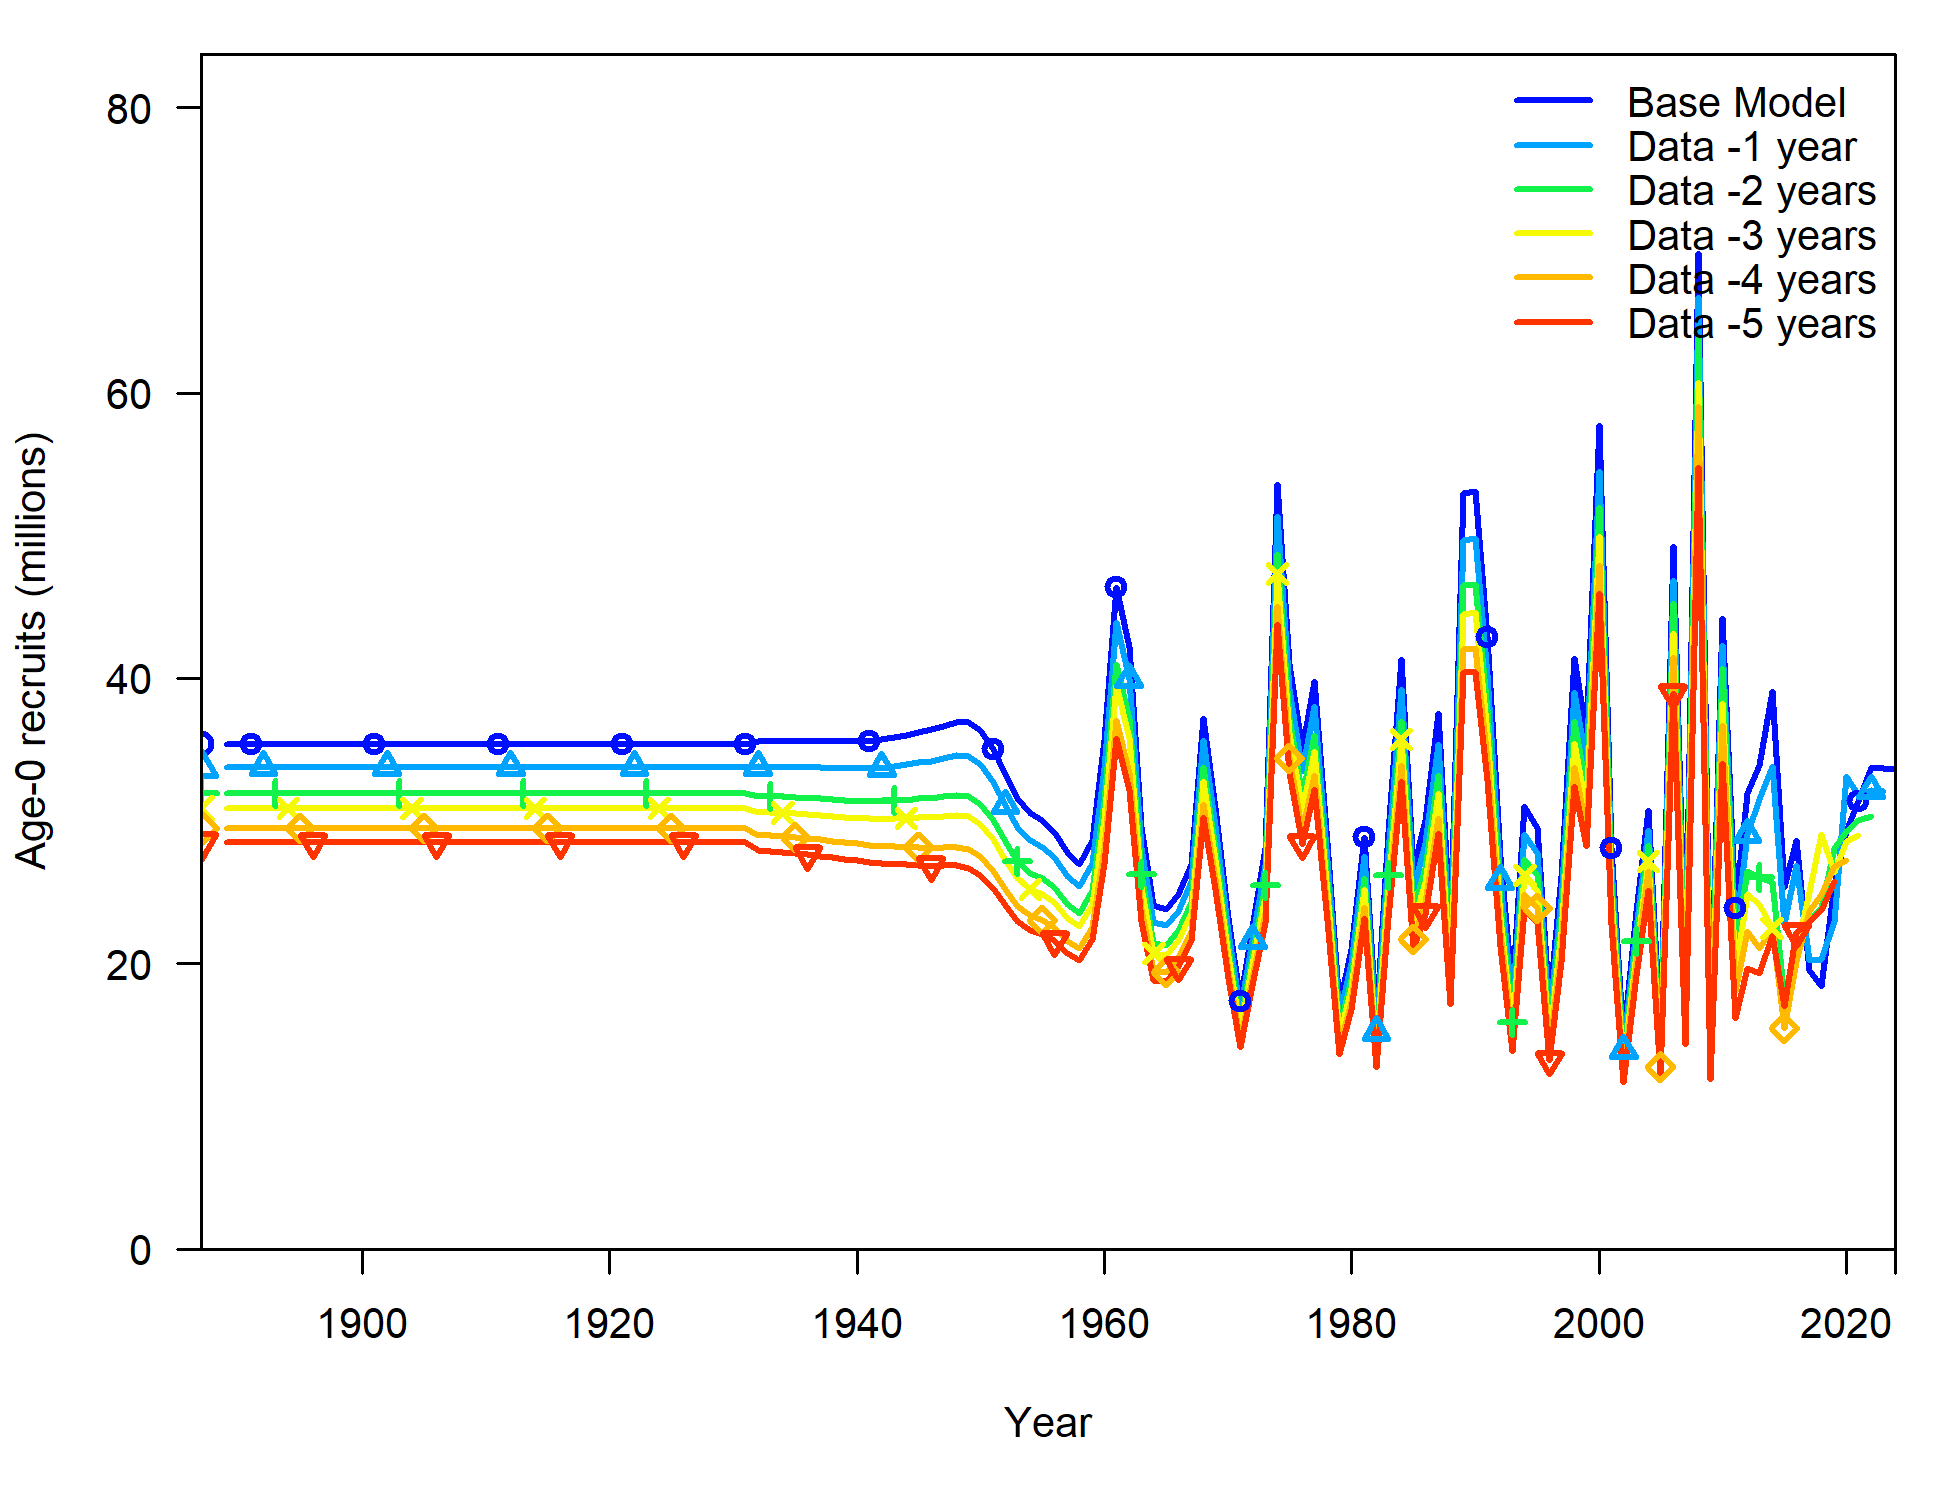 80
60
40
20
0
Age-0 recruits (millions)
Base Model
Data -1 year
Data -2 years
Data -3 years
Data -4 years
Data -5 years
1900
1920
1940
1960
1980
2000
2020
Year